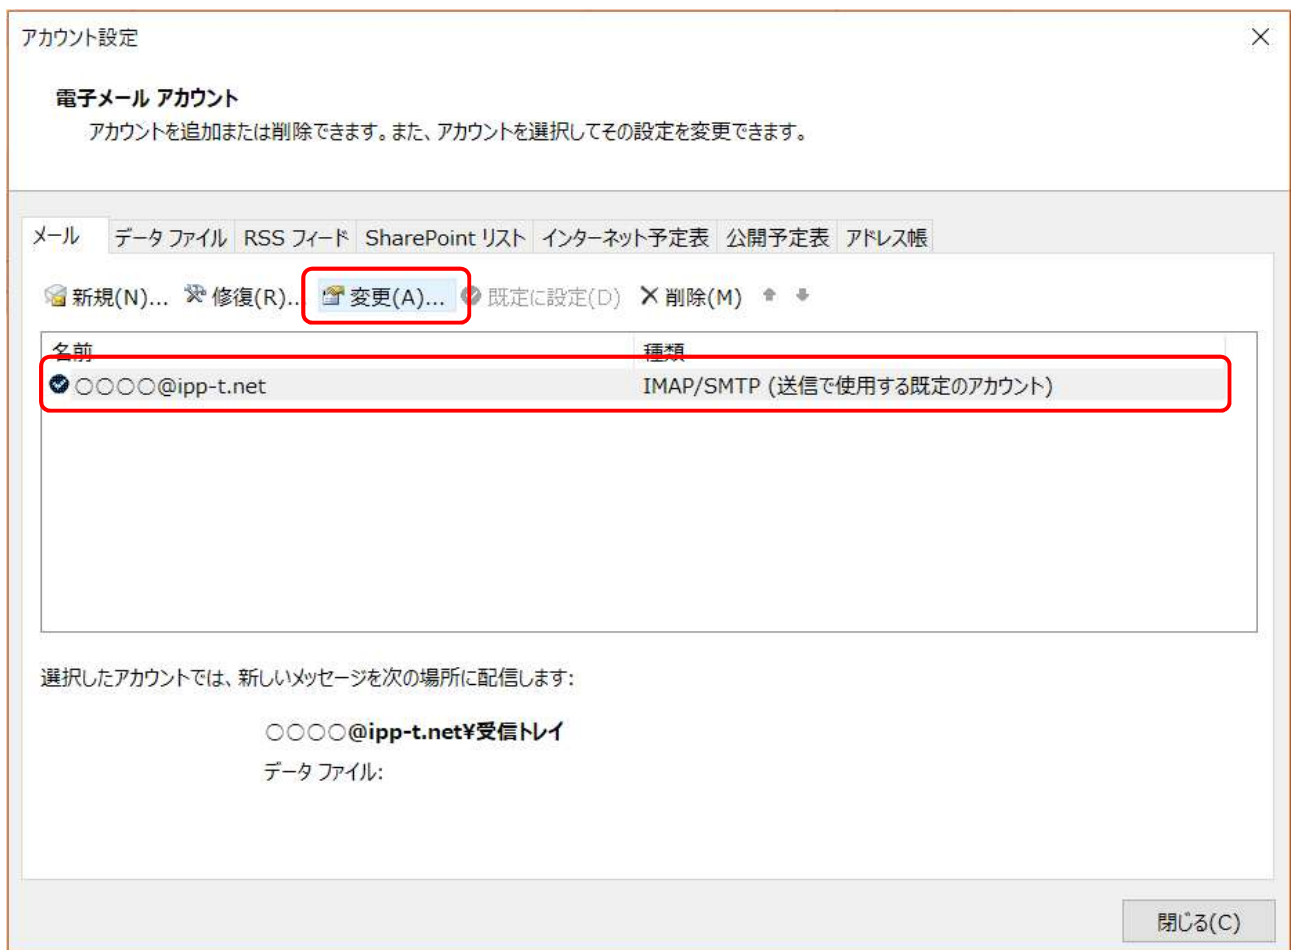 アカウント設定
電子メール アカウント
アカウントを追加または削除できます。また、アカウントを選択してその設定を変更できます。
メール データ ファイル RSS フィード SharePoint リスト インターネット予定表 公開予定表 アドレス帳
新規(N)... 修復(R)... 変更(A)... 既定に設定(D) 削除(M)
名前 種類
○○○○@ipp-t.net IMAP/SMTP (送信で使用する既定のアカウント)
選択したアカウントでは、新しいメッセージを次の場所に配信します:
○○○○@ipp-t.net¥受信トレイ
データ ファイル:
閉じる(C)